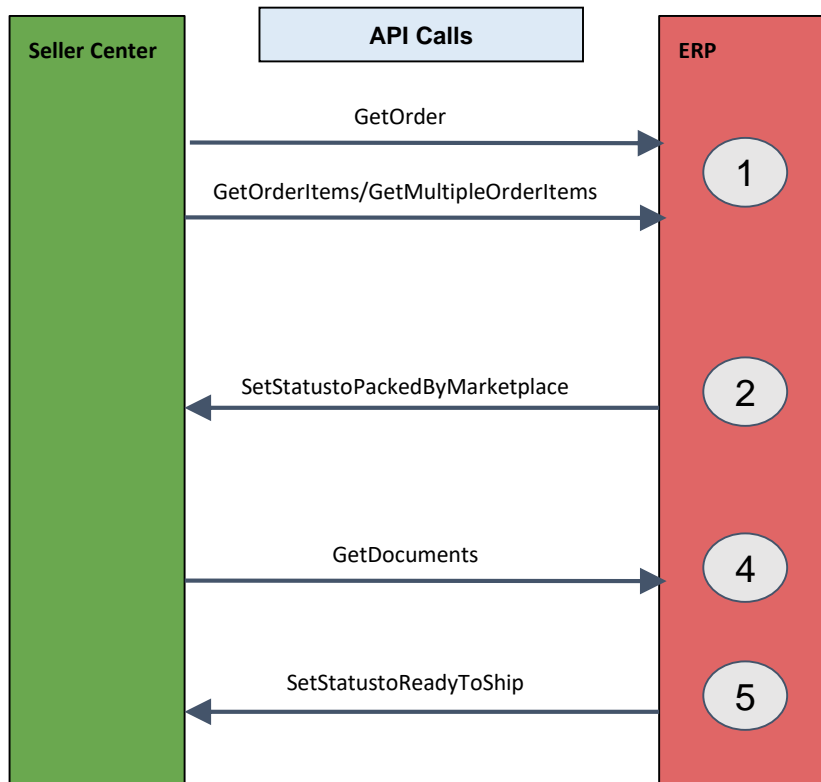 API Calls
Seller Center
ERP
GetOrder
1
GetOrderItems/GetMultipleOrderItems
SetStatustoPackedByMarketplace
2
GetDocuments
4
SetStatustoReadyToShip
5